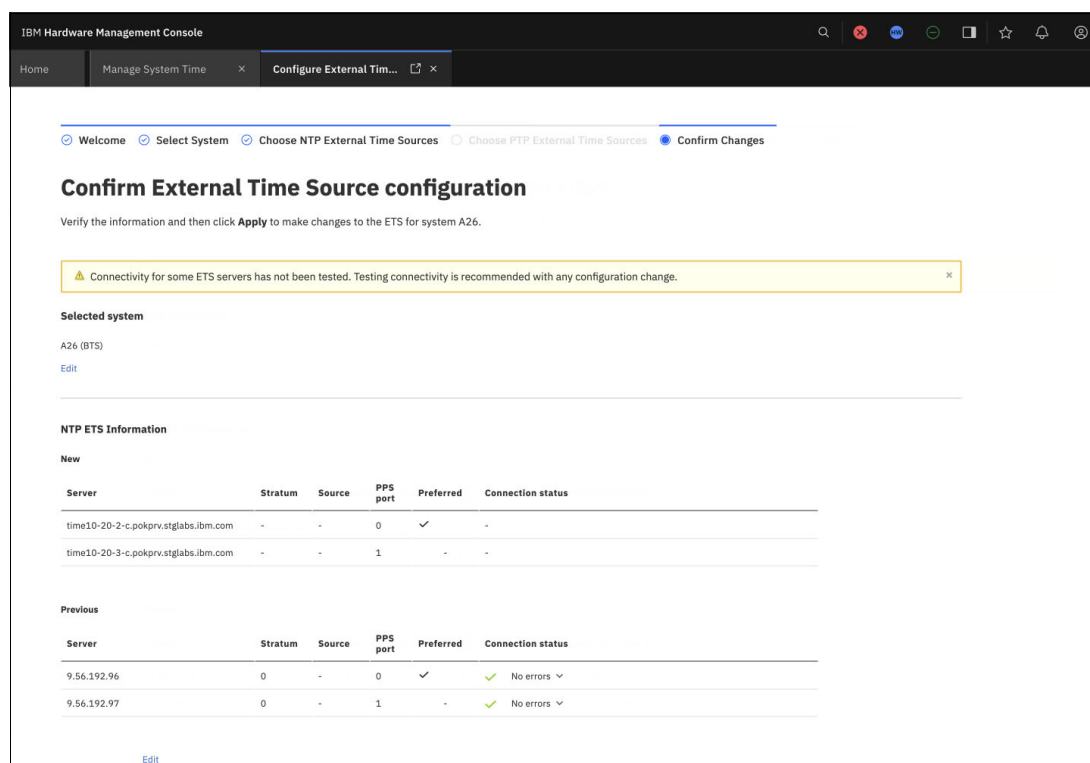 IBM Hardware Management Console
HW
Home Manage System Time × Configure External Tim... ×
Welcome Select System Choose NTP External Time Sources Choose PTP External Time Sources Confirm Changes
Confirm External Time Source configuration
Verify the information and then click Apply to make changes to the ETS for system A26.
Connectivity for some ETS servers has not been tested. Testing connectivity is recommended with any configuration change. ×
Selected system
A26 (BTS)
Edit
NTP ETS Information
New
Server Stratum Source PPS port Preferred Connection status
time10-20-2-c.pokprv.stglabs.ibm.com - - 0 ✓ -
time10-20-3-c.pokprv.stglabs.ibm.com - - 1 - -
Previous
Server Stratum Source PPS port Preferred Connection status
9.56.192.96 0 - 0 ✓ ✓ No errors
9.56.192.97 0 - 1 - ✓ No errors
Edit